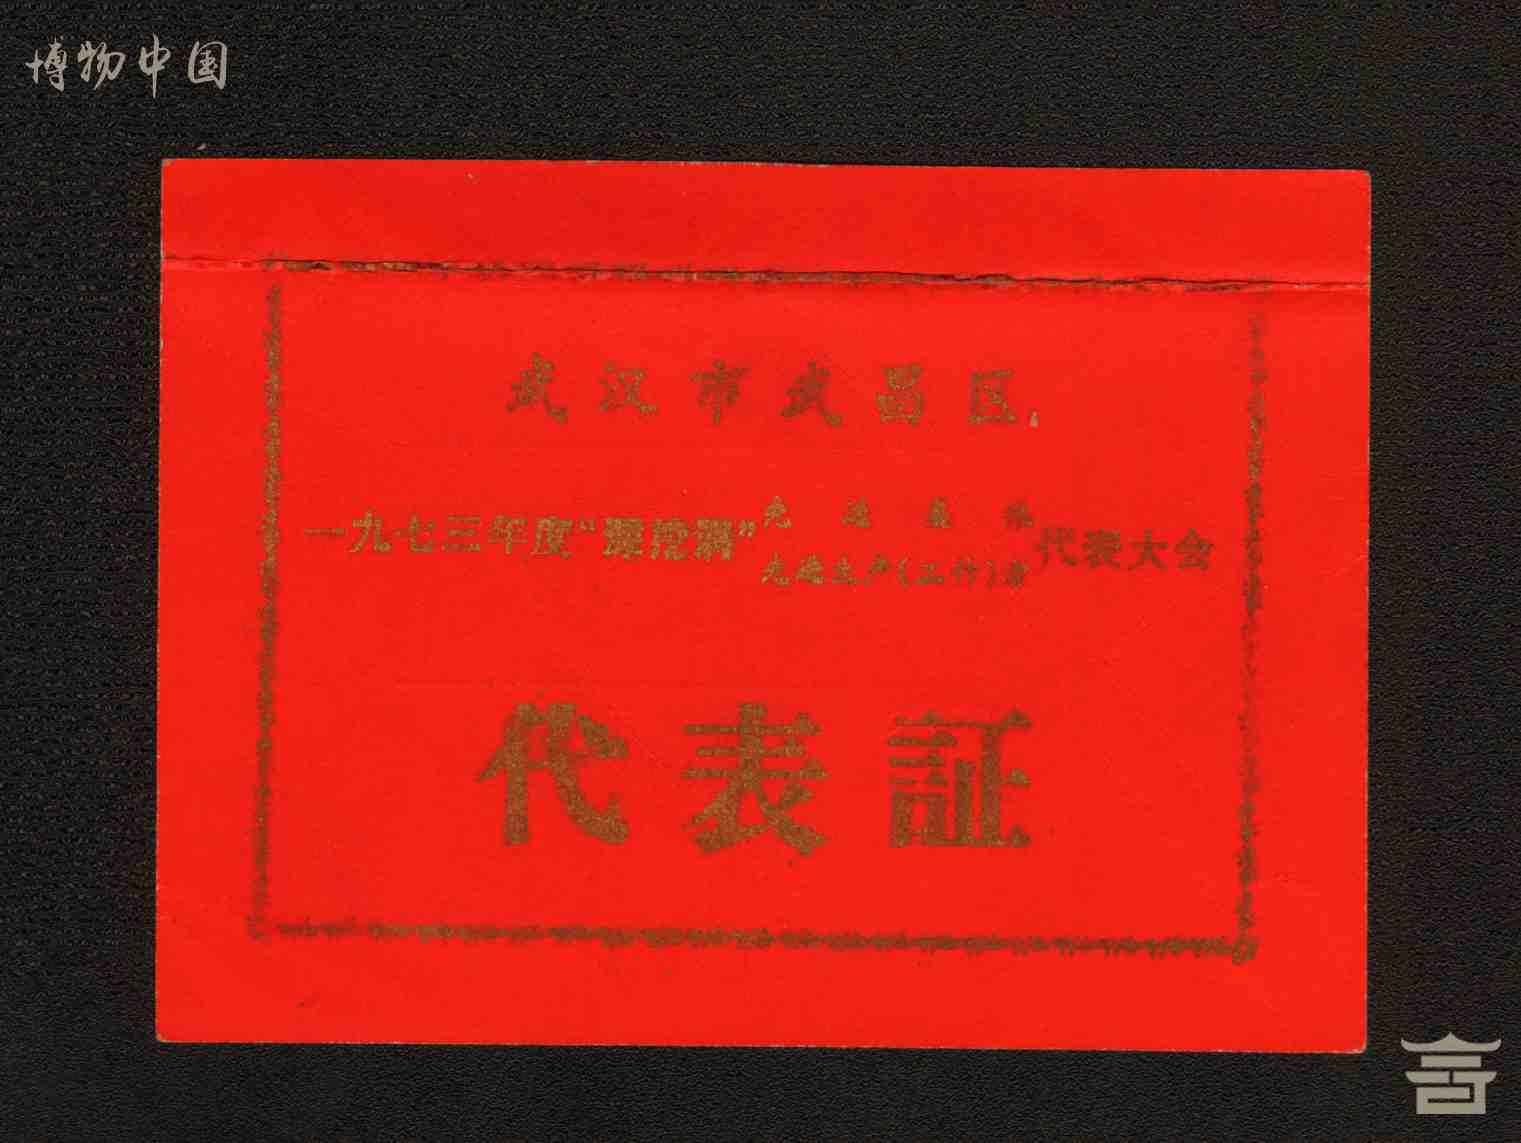 博物中国
武汉市武昌区
一九七三年度“深挖洞”先进集体
先进生产(工作)者代表大会
代表証